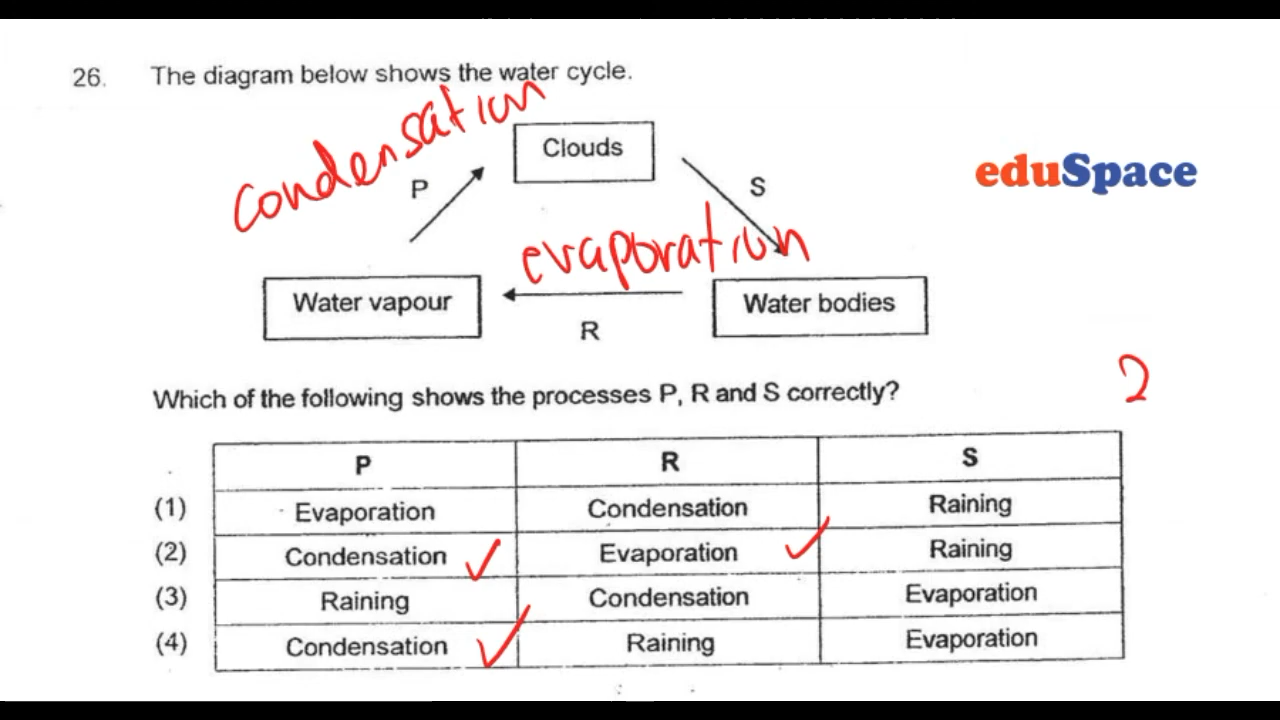 26. The diagram below shows the water cycle.
condensation
Clouds
P
S
eduSpace
evaporation
Water vapour
Water bodies
R
Which of the following shows the processes P, R and S correctly?
2
P R S
(1) Evaporation Condensation Raining
(2) Condensation ✓ Evaporation ✓ Raining
(3) Raining Condensation Evaporation
(4) Condensation ✓ Raining Evaporation